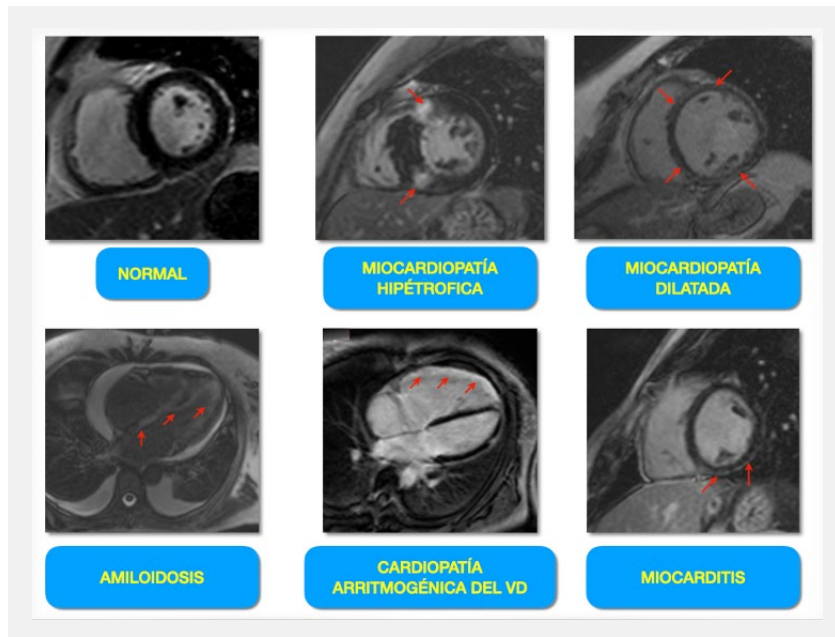 NORMAL
MIOCARDIOPATÍA
HIPÉTROFICA
MIOCARDIOPATÍA
DILATADA
AMILOIDOSIS
CARDIOPATÍA
ARRITMOGÉNICA DEL VD
MIOCARDITIS